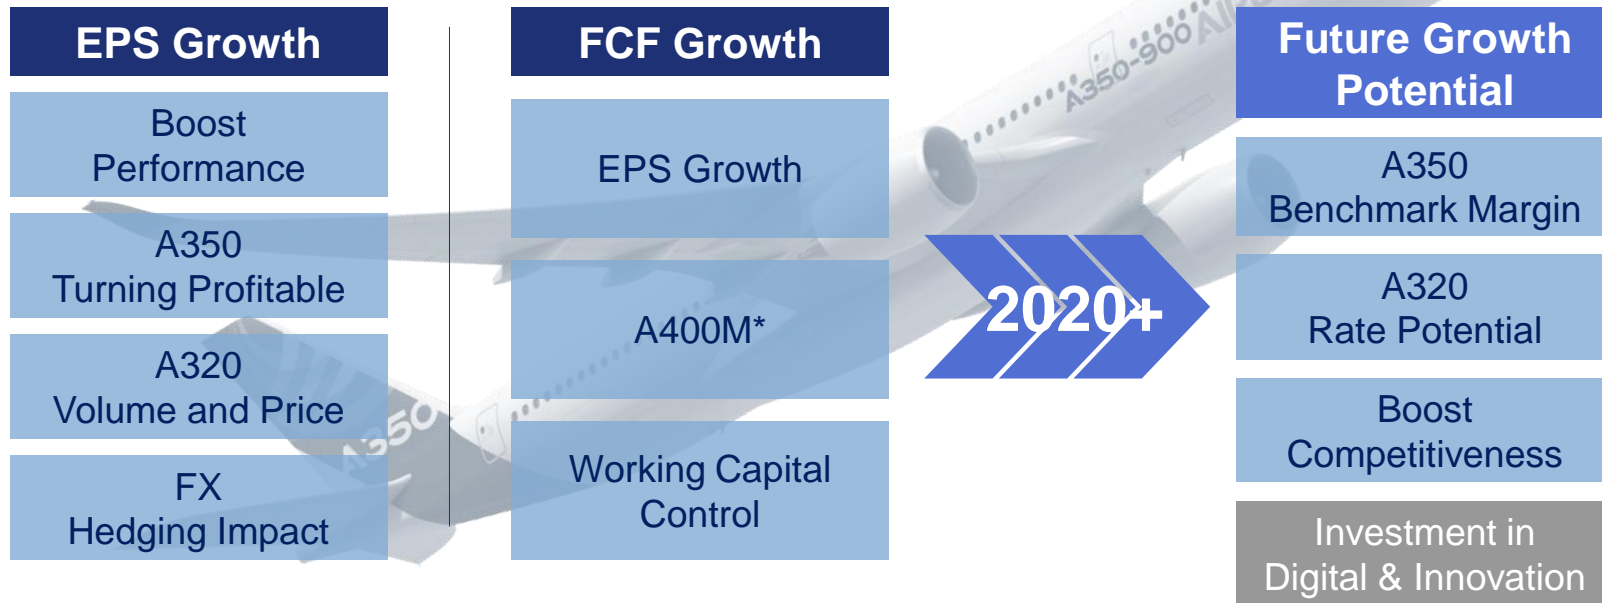 EPS Growth
Boost
Performance
A350
Turning Profitable
A320
Volume and Price
FX
Hedging Impact
FCF Growth
EPS Growth
A400M*
Working Capital
Control
2020+
Future Growth
Potential
A350
Benchmark Margin
A320
Rate Potential
Boost
Competitiveness
Investment in
Digital & Innovation
A350-900
A350